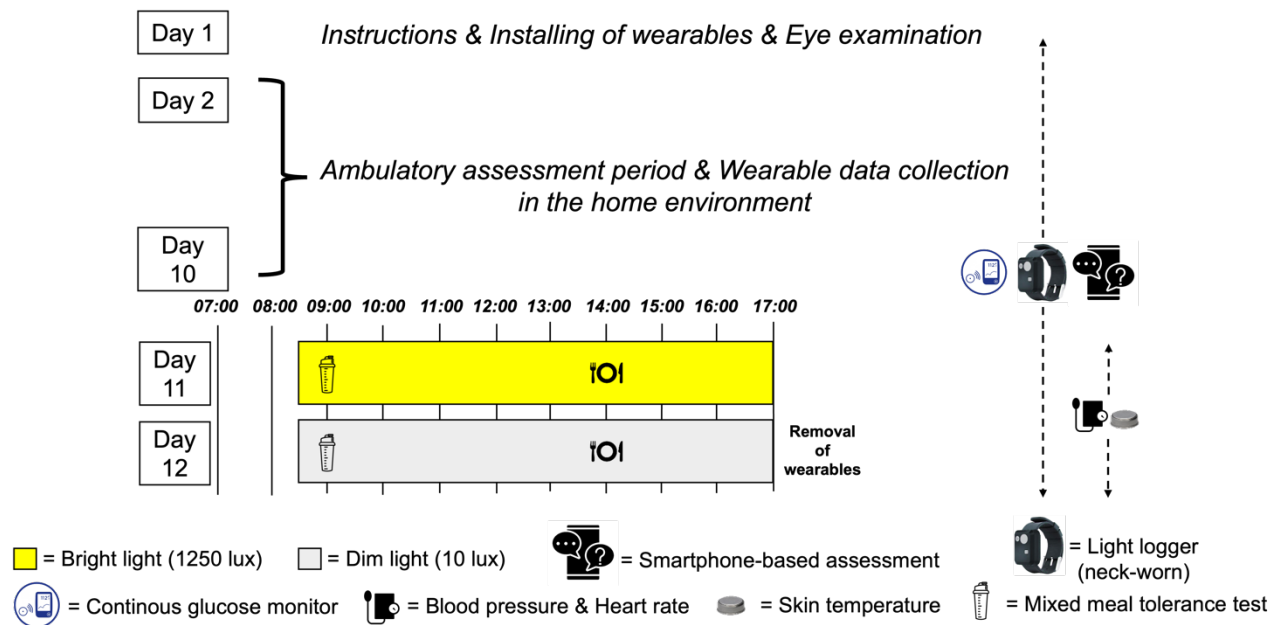 Day 1
Instructions & Installing of wearables & Eye examination
Day 2
Ambulatory assessment period & Wearable data collection
in the home environment
Day
10
07:00 08:00 09:00 10:00 11:00 12:00 13:00 14:00 15:00 16:00 17:00
Day
11
Day
12
Removal
of
wearables
= Bright light (1250 lux)
= Dim light (10 lux)
= Smartphone-based assessment
= Light logger
(neck-worn)
= Continous glucose monitor
= Blood pressure & Heart rate
= Skin temperature
= Mixed meal tolerance test